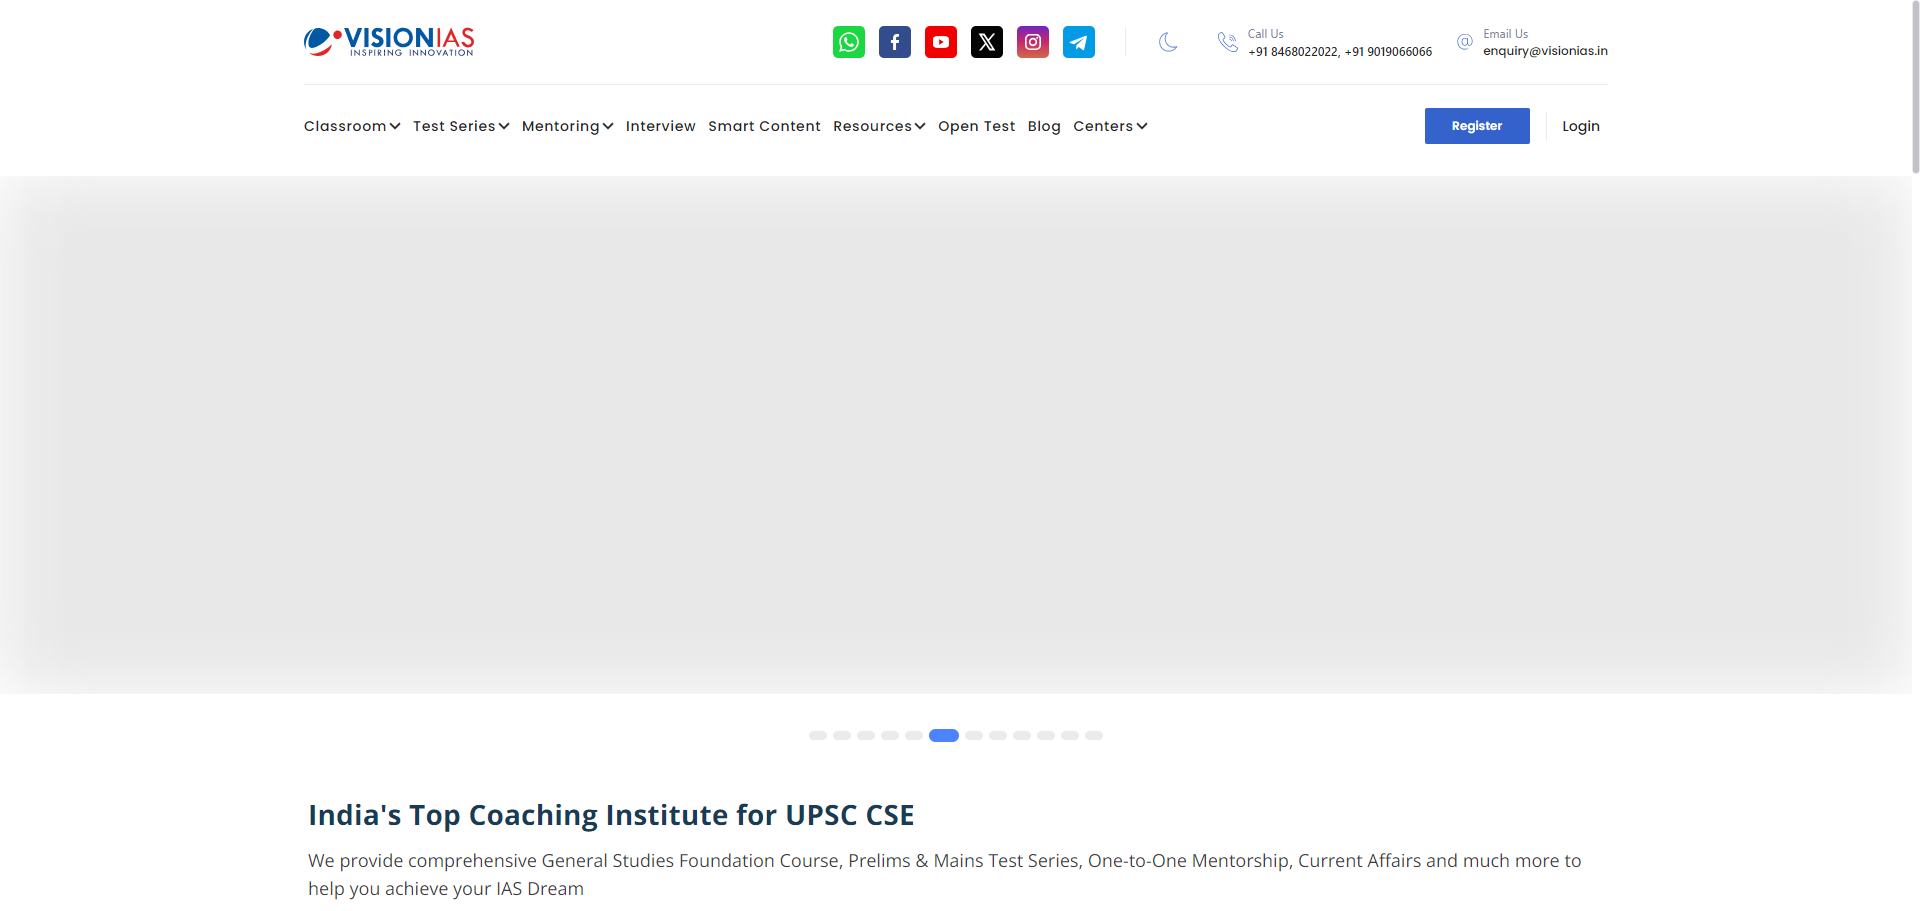 VISIONIAS
INSPIRING INNOVATION
Call Us
+91 8468022022, +91 9019066066
Email Us
enquiry@visionias.in
Classroom Test Series Mentoring Interview Smart Content Resources Open Test Blog Centers
Register
Login
India's Top Coaching Institute for UPSC CSE
We provide comprehensive General Studies Foundation Course, Prelims & Mains Test Series, One-to-One Mentorship, Current Affairs and much more to
help you achieve your IAS Dream